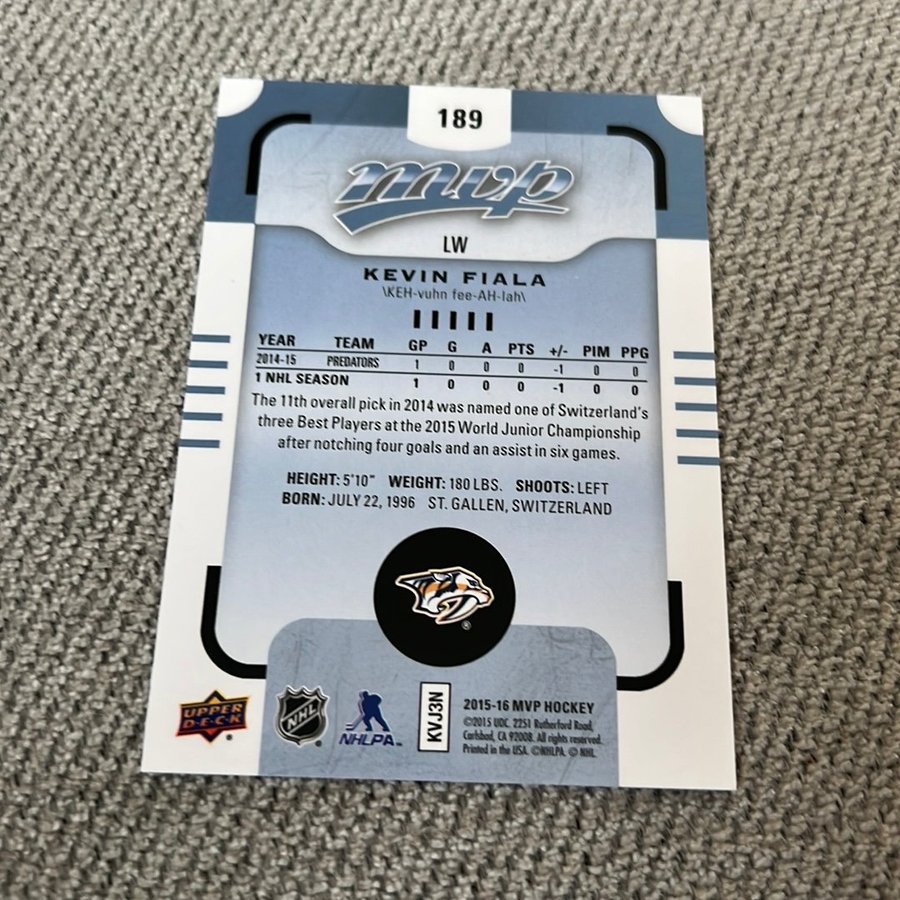 189
mvp
LW
KEVIN FIALA
\KEH-vuhn fee-AH-lah\
YEAR TEAM GP G A PTS +/- PIM PPG
2014-15 PREDATORS 1 0 0 0 -1 0 0
1 NHL SEASON 1 0 0 0 -1 0 0
The 11th overall pick in 2014 was named one of Switzerland's
three Best Players at the 2015 World Junior Championship
after notching four goals and an assist in six games.
HEIGHT: 5'10" WEIGHT: 180 LBS. SHOOTS: LEFT
BORN: JULY 22, 1996 ST. GALLEN, SWITZERLAND
®
UPPER
D·E·C·K
®
NHL
®
NHLPA™
KVJ3N
2015-16 MVP HOCKEY
©2015 UDC. 2251 Rutherford Road,
Carlsbad, CA 92008. All rights reserved.
Printed in the USA. ©NHLPA. © NHL